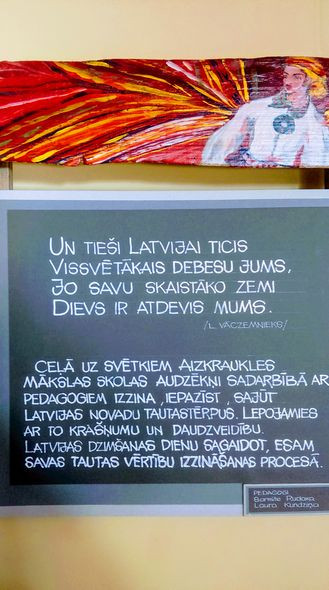 UN TIEŠI LATVIJAI TICIS
VISSVĒTĀKAIS DEBESU JUMS,
JO SAVU SKAISTĀKO ZEMI
DIEVS IR ATDEVIS MUMS.
/L. VĀCZEMNIEKS/
CEĻĀ UZ SVĒTKIEM AIZKRAUKLES
MĀKSLAS SKOLAS AUDZĒKŅI SADARBĪBĀ AR
PEDAGOGIEM IZZINA, IEPAZĪST, SAJŪT
LATVIJAS NOVADU TAUTASTĒRPUS. LEPOJAMIES
AR TO KRĀŠŅUMU UN DAUDZVEIDĪBU.
LATVIJAS DZIMŠANAS DIENU SAGAIDOT, ESAM
SAVAS TAUTAS VĒRTĪBU IZZINĀŠANAS PROCESĀ.
PEDAGOGI
Sarmīte Rudaka
Laura Kundziņa